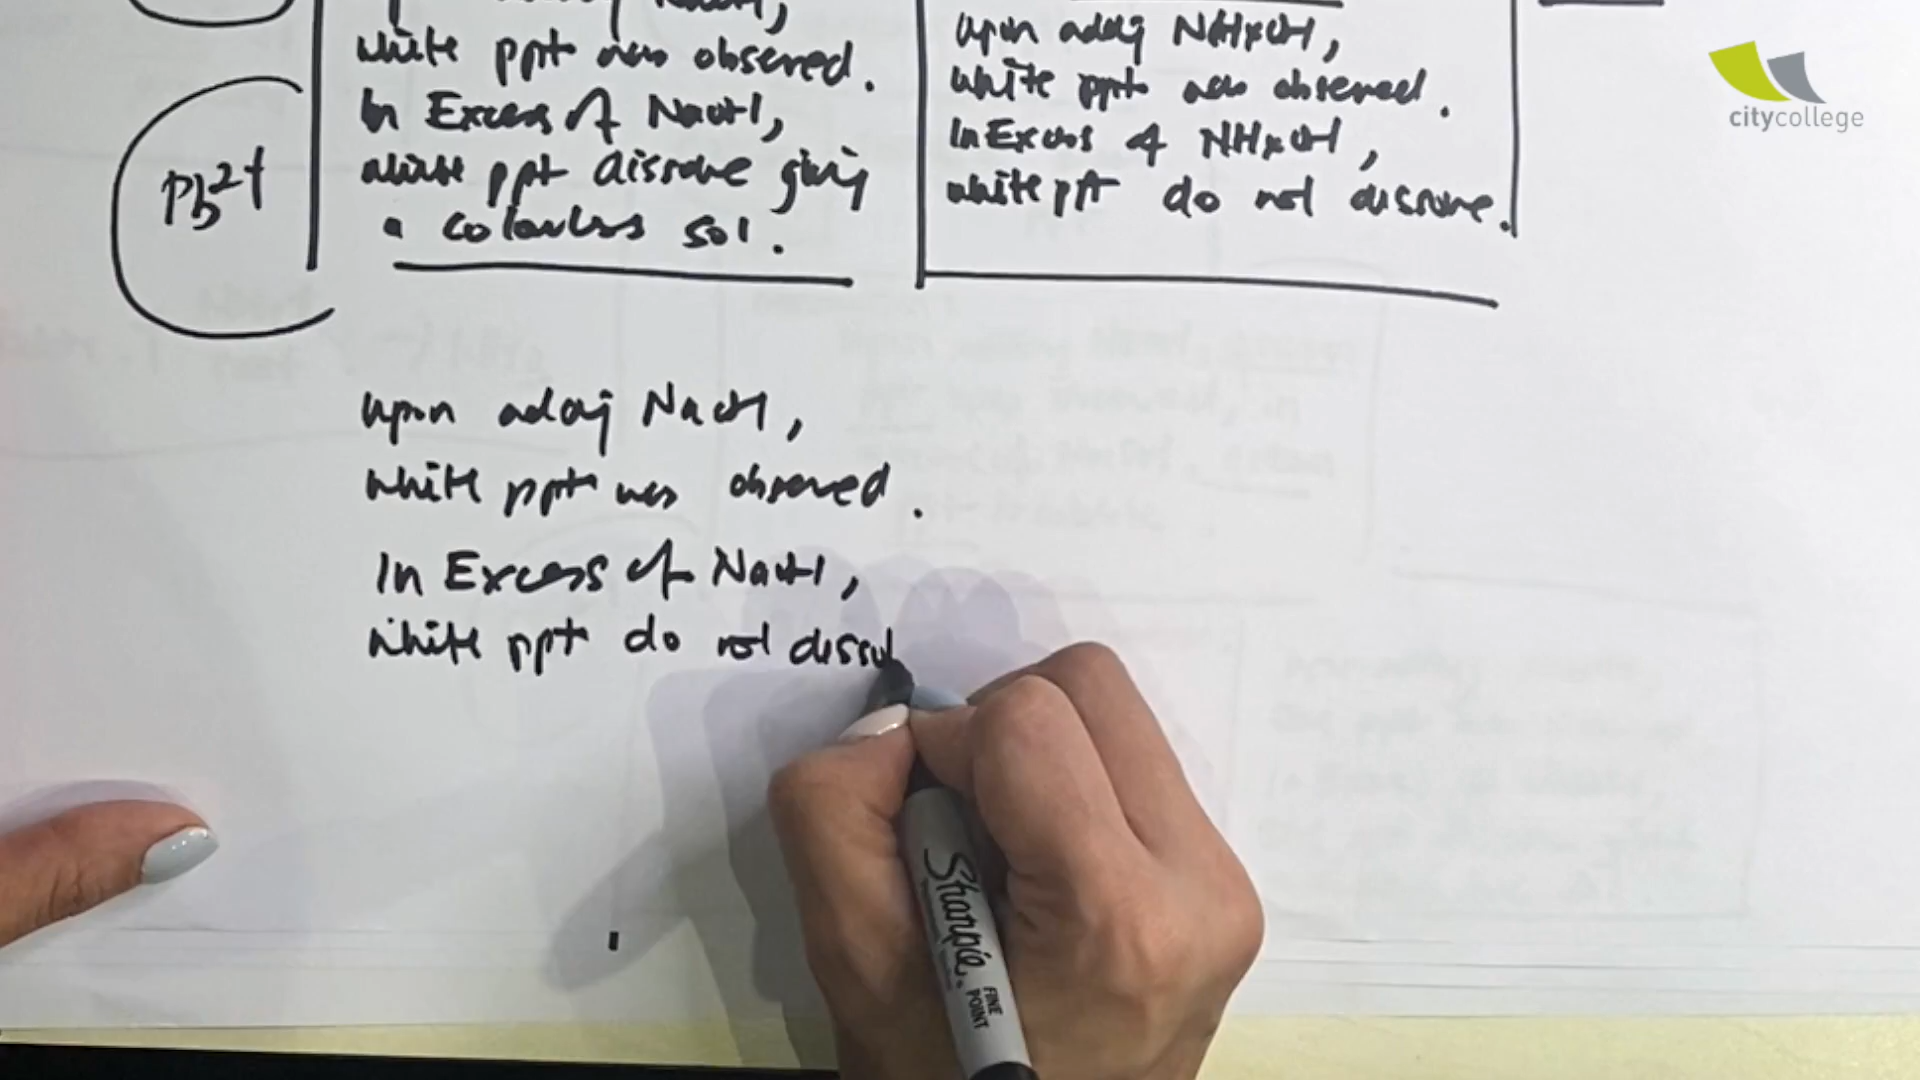 white ppt was observed.
In Excess of NaOH,
white ppt dissolve giving
a colourless sol.
Pb²⁺
upon adding NH₄OH,
white ppt was observed.
In Excess of NH₄OH,
white ppt do not dissolve.
upon adding NaOH,
white ppt was observed.
In Excess of NaOH,
white ppt do not dissol
citycollege
Sharpie.
FINE
POINT